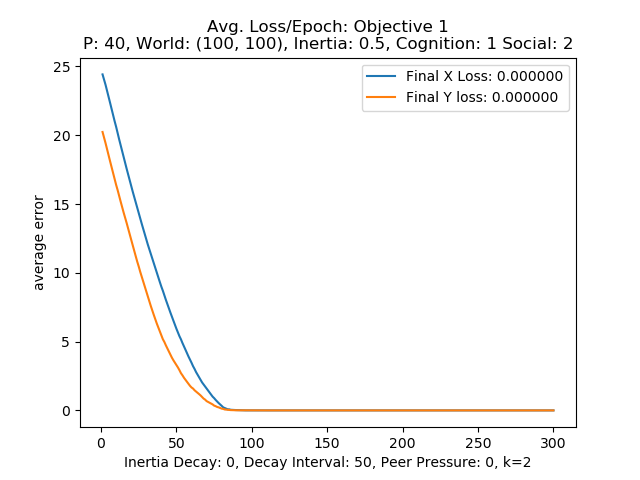 Avg. Loss/Epoch: Objective 1
P: 40, World: (100, 100), Inertia: 0.5, Cognition: 1 Social: 2
Final X Loss: 0.000000
Final Y loss: 0.000000
25
20
15
10
5
0
average error
0 50 100 150 200 250 300
Inertia Decay: 0, Decay Interval: 50, Peer Pressure: 0, k=2